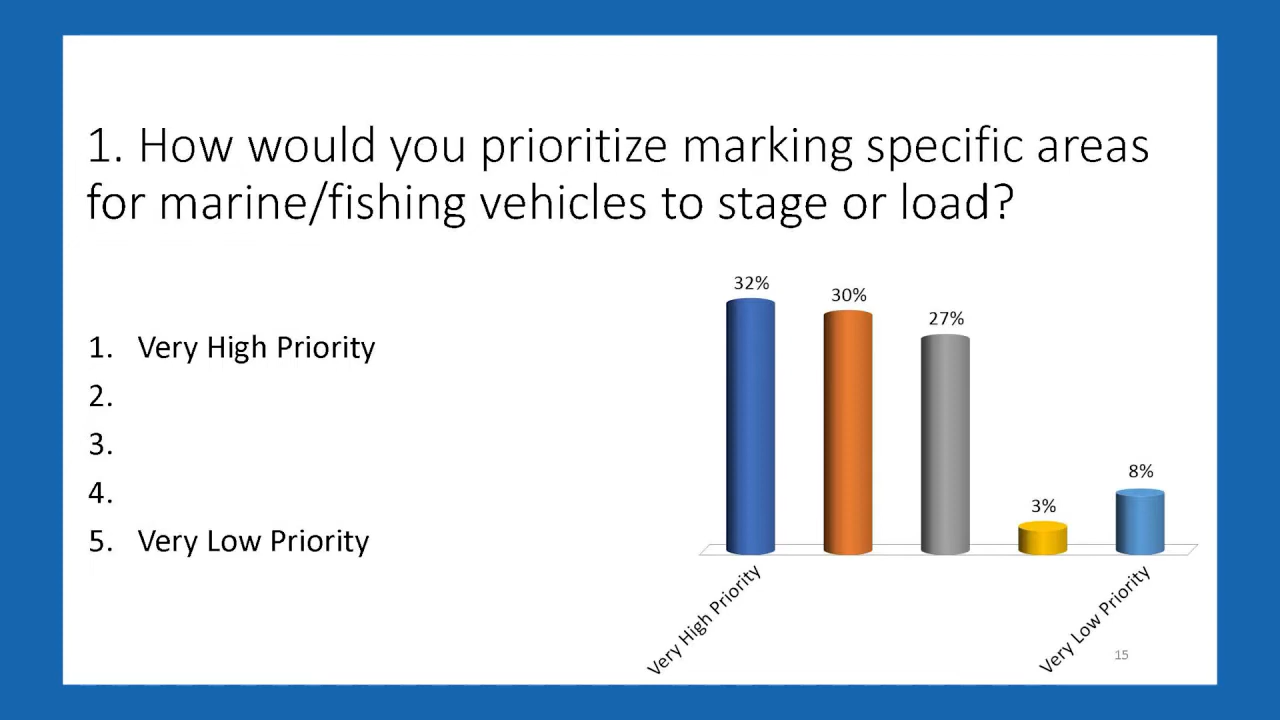 1. How would you prioritize marking specific areas
for marine/fishing vehicles to stage or load?
1. Very High Priority
2.
3.
4.
5. Very Low Priority
32%
30%
27%
3%
8%
Very High Priority
Very Low Priority
15